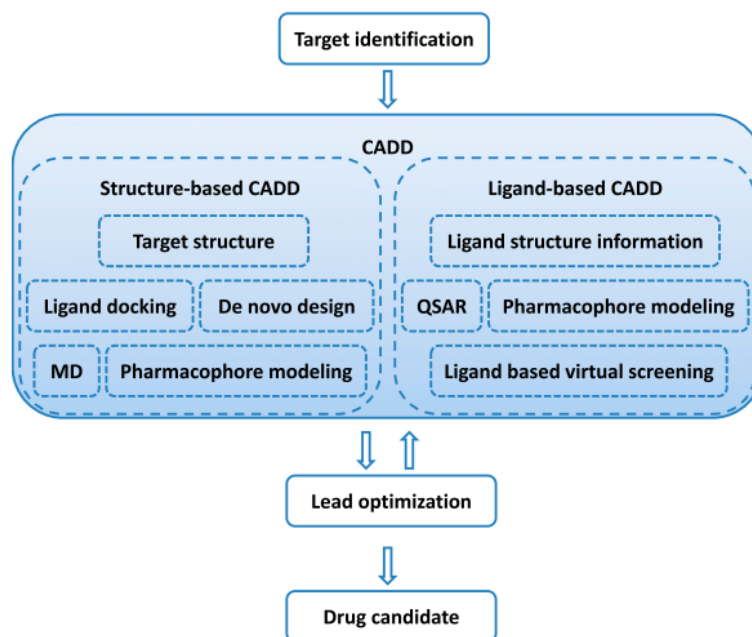 Target identification
CADD
Structure-based CADD
Target structure
Ligand docking
De novo design
MD
Pharmacophore modeling
Ligand-based CADD
Ligand structure information
QSAR
Pharmacophore modeling
Ligand based virtual screening
Lead optimization
Drug candidate